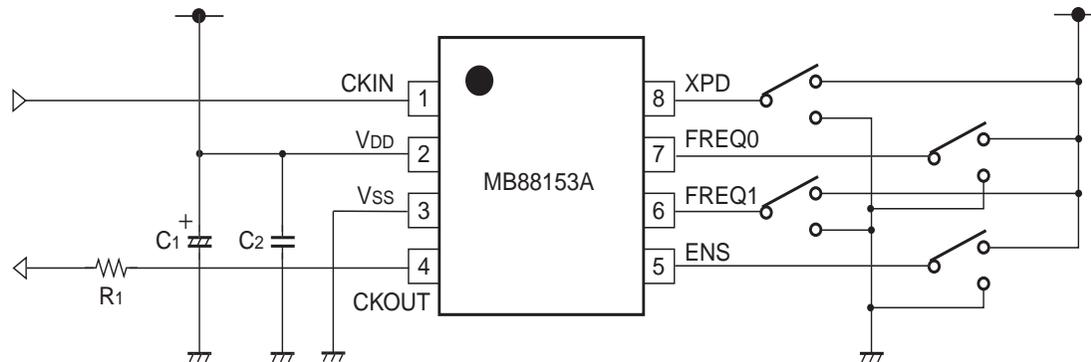 CKIN
1
VDD
2
VSS
3
+
C1
C2
R1
4
CKOUT
MB88153A
8
XPD
7
FREQ0
6
FREQ1
5
ENS